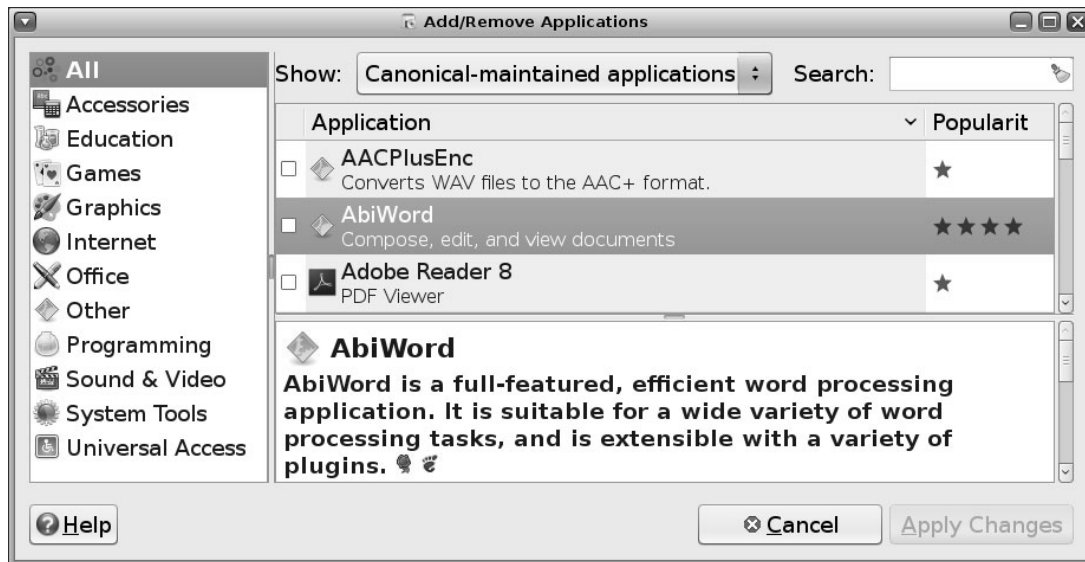 Add/Remove Applications
All
Accessories
Education
Games
Graphics
Internet
Office
Other
Programming
Sound & Video
System Tools
Universal Access
Show: Canonical-maintained applications Search:
Application Popularit
AACPlusEnc
Converts WAV files to the AAC+ format.
AbiWord
Compose, edit, and view documents
Adobe Reader 8
PDF Viewer
AbiWord
AbiWord is a full-featured, efficient word processing
application. It is suitable for a wide variety of word
processing tasks, and is extensible with a variety of
plugins.
Help Cancel Apply Changes